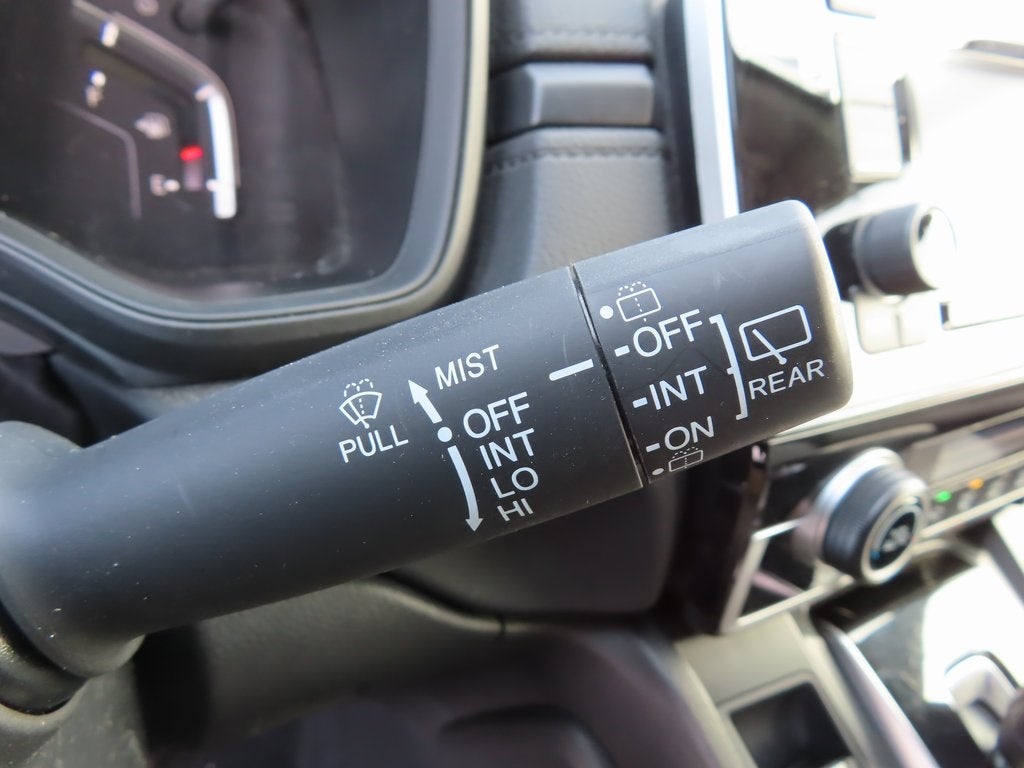 PULL
MIST
OFF
INT
LO
HI
OFF
INT
ON
REAR